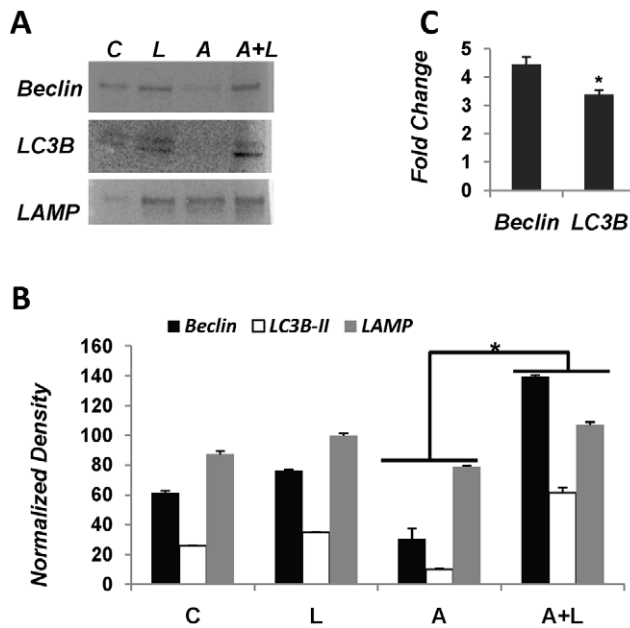 A
C L A A+L
Beclin
LC3B
LAMP
C
Fold Change
5
4
3
2
1
0
*
Beclin LC3B
B
Beclin LC3B-II LAMP
Normalized Density
160
140
120
100
80
60
40
20
0
*
C L A A+L